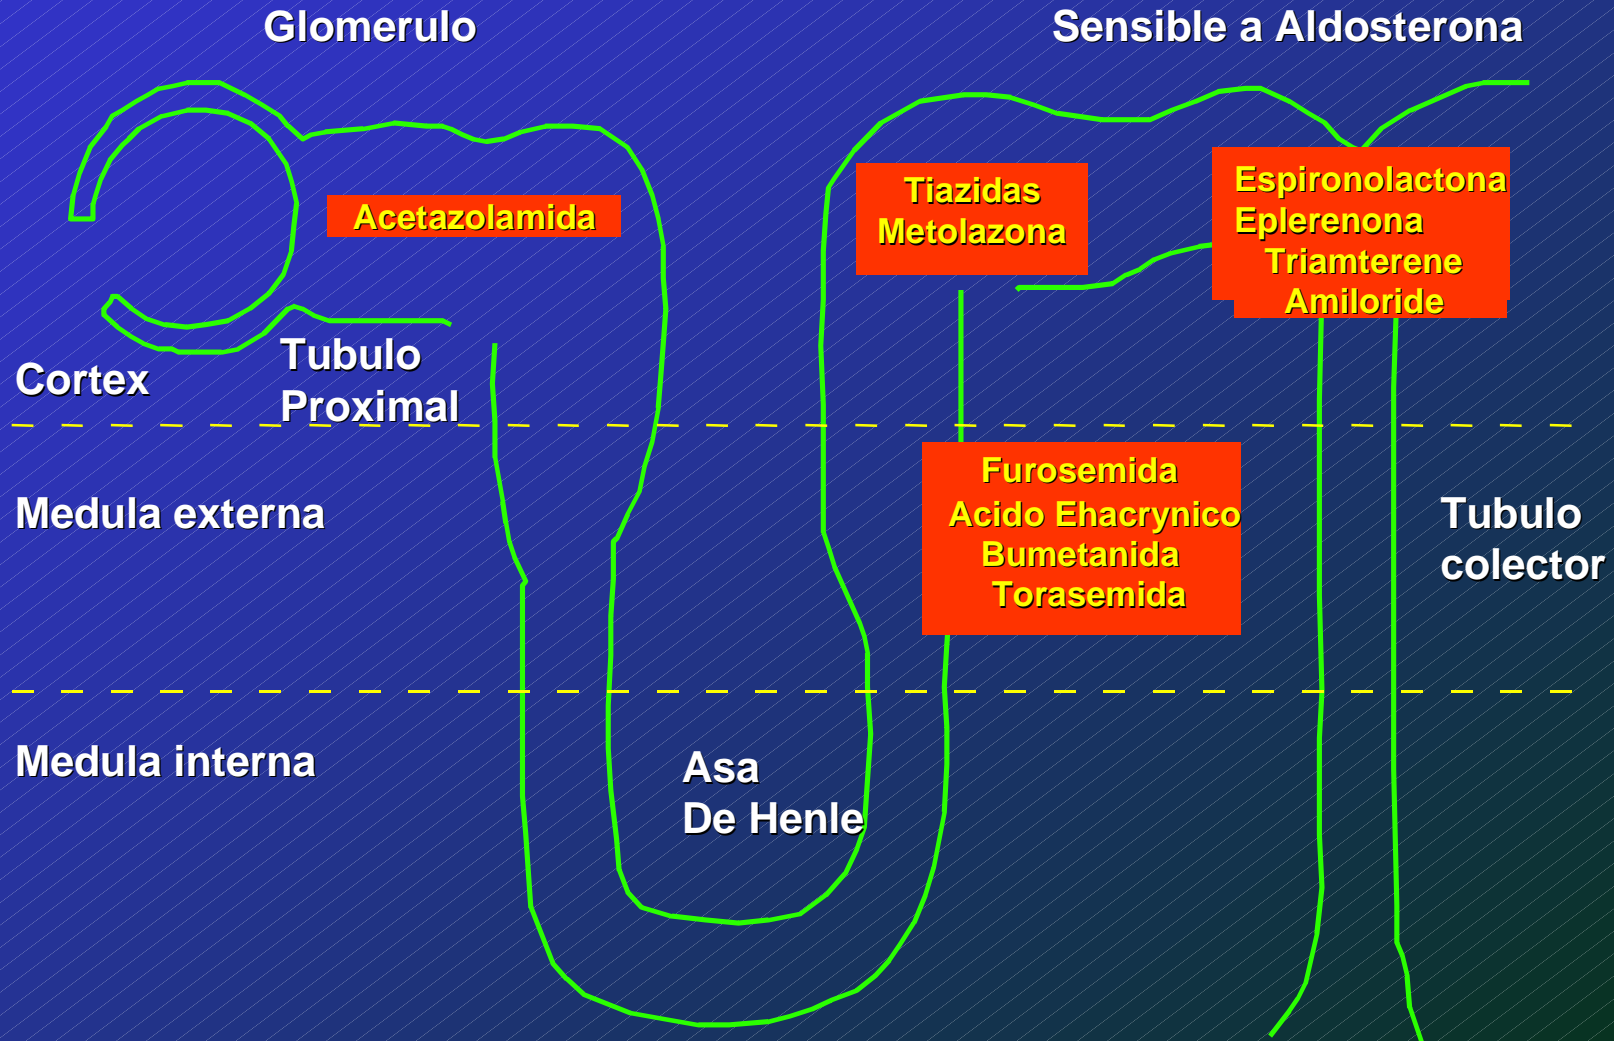 Glomerulo
Sensible a Aldosterona
Acetazolamida
Tiazidas
Metolazona
Espironolactona
Eplerenona
Triamterene
Amiloride
Tubulo
Proximal
Cortex
Furosemida
Acido Ehacrynico
Bumetanida
Torasemida
Medula externa
Tubulo
colector
Medula interna
Asa
De Henle